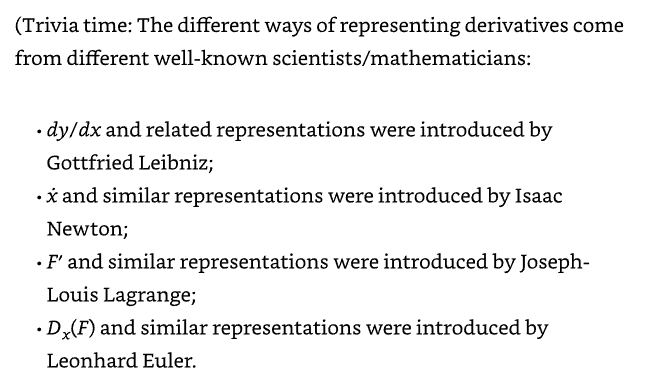 (Trivia time: The different ways of representing derivatives come
from different well-known scientists/mathematicians:
• dy/dx and related representations were introduced by
Gottfried Leibniz;
• ẋ and similar representations were introduced by Isaac
Newton;
• F′ and similar representations were introduced by Joseph-
Louis Lagrange;
• Dₓ(F) and similar representations were introduced by
Leonhard Euler.